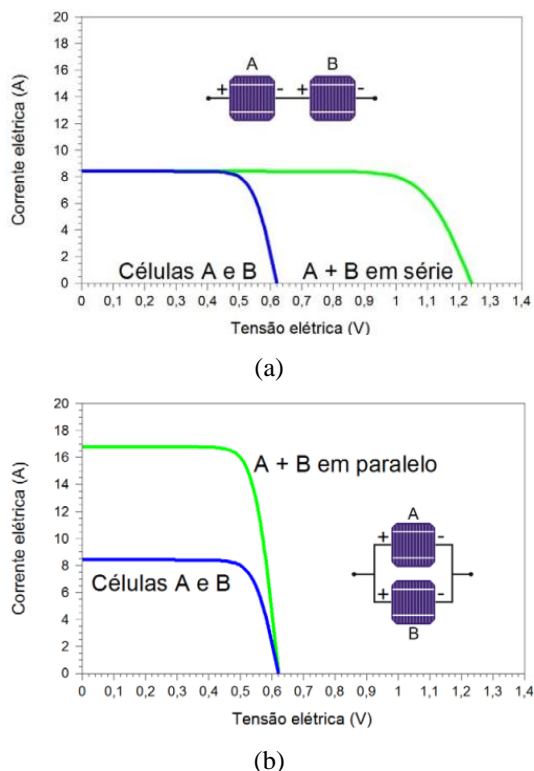 20
18
16
14
12
10
8
6
4
2
0
Corrente elétrica (A)
A B
+ - + -
Células A e B A + B em série
0 0,1 0,2 0,3 0,4 0,5 0,6 0,7 0,8 0,9 1 1,1 1,2 1,3 1,4
Tensão elétrica (V)
(a)
20
18
16
14
12
10
8
6
4
2
0
Corrente elétrica (A)
A + B em paralelo
A
+ -
+ -
B
Células A e B
0 0,1 0,2 0,3 0,4 0,5 0,6 0,7 0,8 0,9 1 1,1 1,2 1,3 1,4
Tensão elétrica (V)
(b)